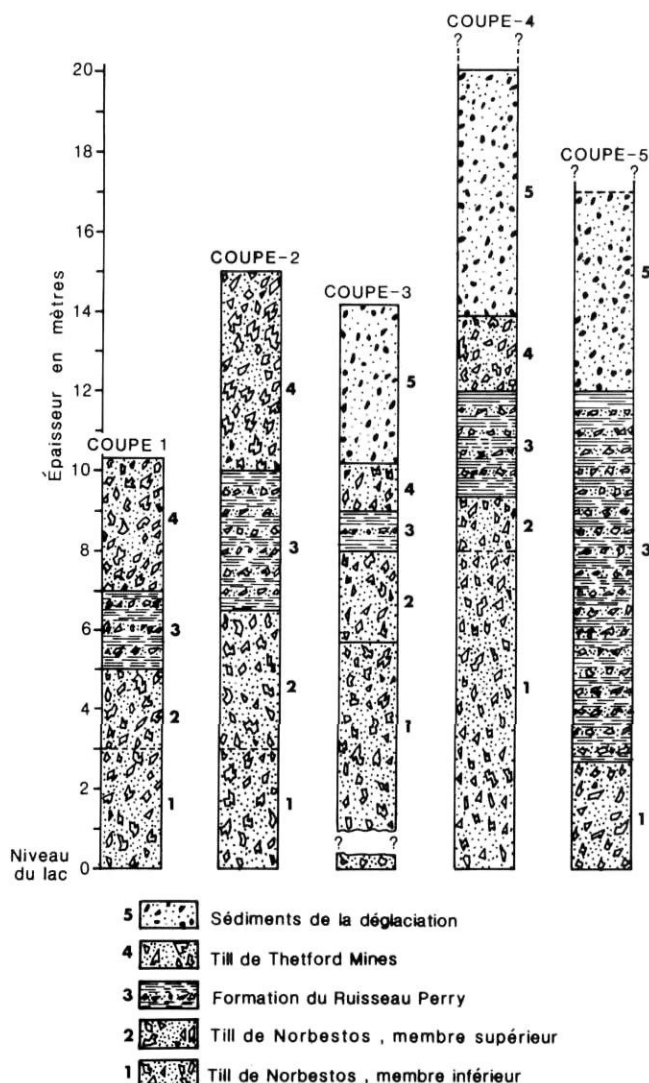 COUPE-4
? ?
20
COUPE-5
? ?
18
5
16
COUPE-2
5
COUPE-3
14
4
4
12
5
Épaisseur en mètres
3
COUPE 1
10
4
2
4
3
3
8
3
2
3
6
2
1
1
2
4
2
1
1
1
? ?
Niveau
du lac
0
5 Sédiments de la déglaciation
4 Till de Thetford Mines
3 Formation du Ruisseau Perry
2 Till de Norbestos , membre supérieur
1 Till de Norbestos , membre inférieur